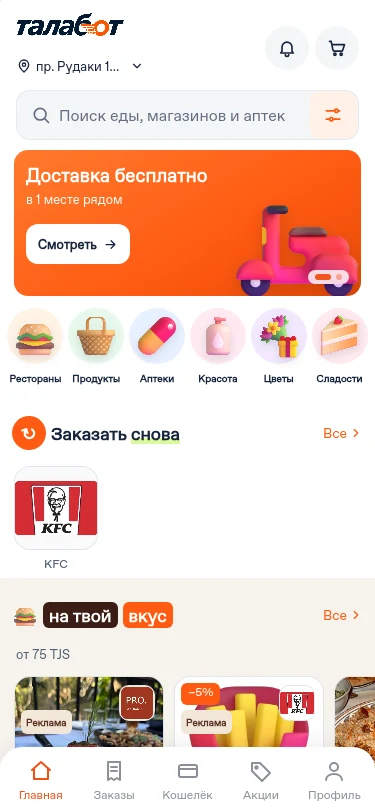 талабот
пр. Рудаки 1...
Поиск еды, магазинов и аптек
Доставка бесплатно
в 1 месте рядом
Смотреть →
Рестораны
Продукты
Аптеки
Красота
Цветы
Сладости
Заказать снова
Все
KFC
KFC
на твой вкус
Все
от 75 TJS
PRO.
−5%
KFC
Реклама
Реклама
Главная
Заказы
Кошелёк
Акции
Профиль